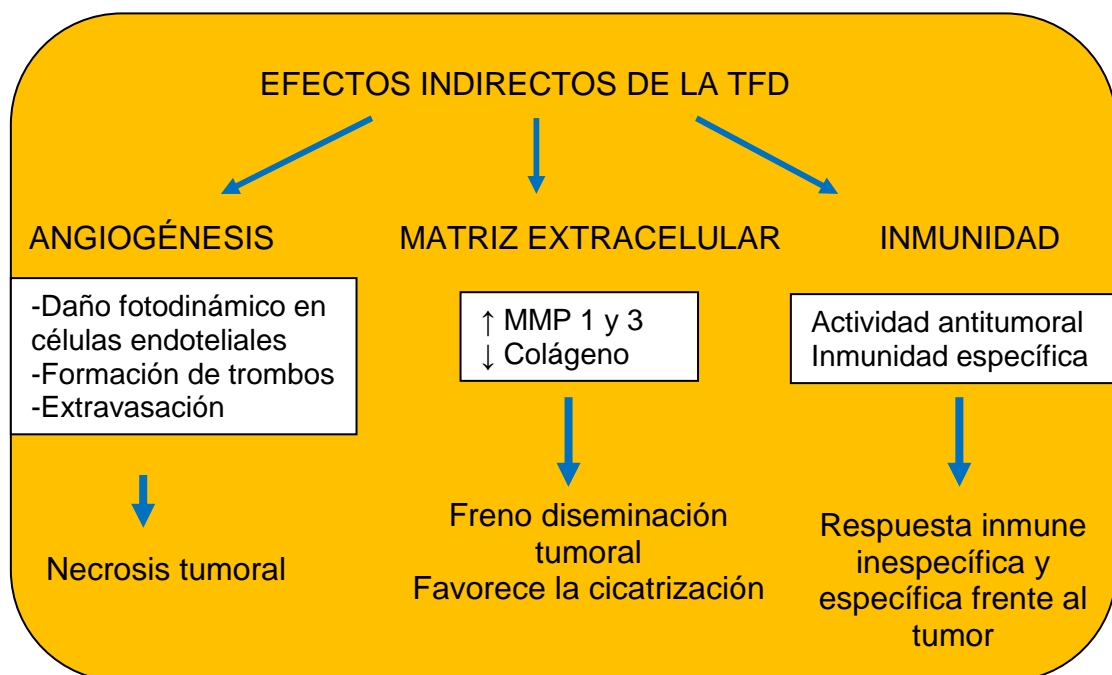 EFECTOS INDIRECTOS DE LA TFD
ANGIOGÉNESIS
-Daño fotodinámico en
células endoteliales
-Formación de trombos
-Extravasación
Necrosis tumoral
MATRIZ EXTRACELULAR
↑ MMP 1 y 3
↓ Colágeno
Freno diseminación
tumoral
Favorece la cicatrización
INMUNIDAD
Actividad antitumoral
Inmunidad específica
Respuesta inmune
inespecífica y
específica frente al
tumor